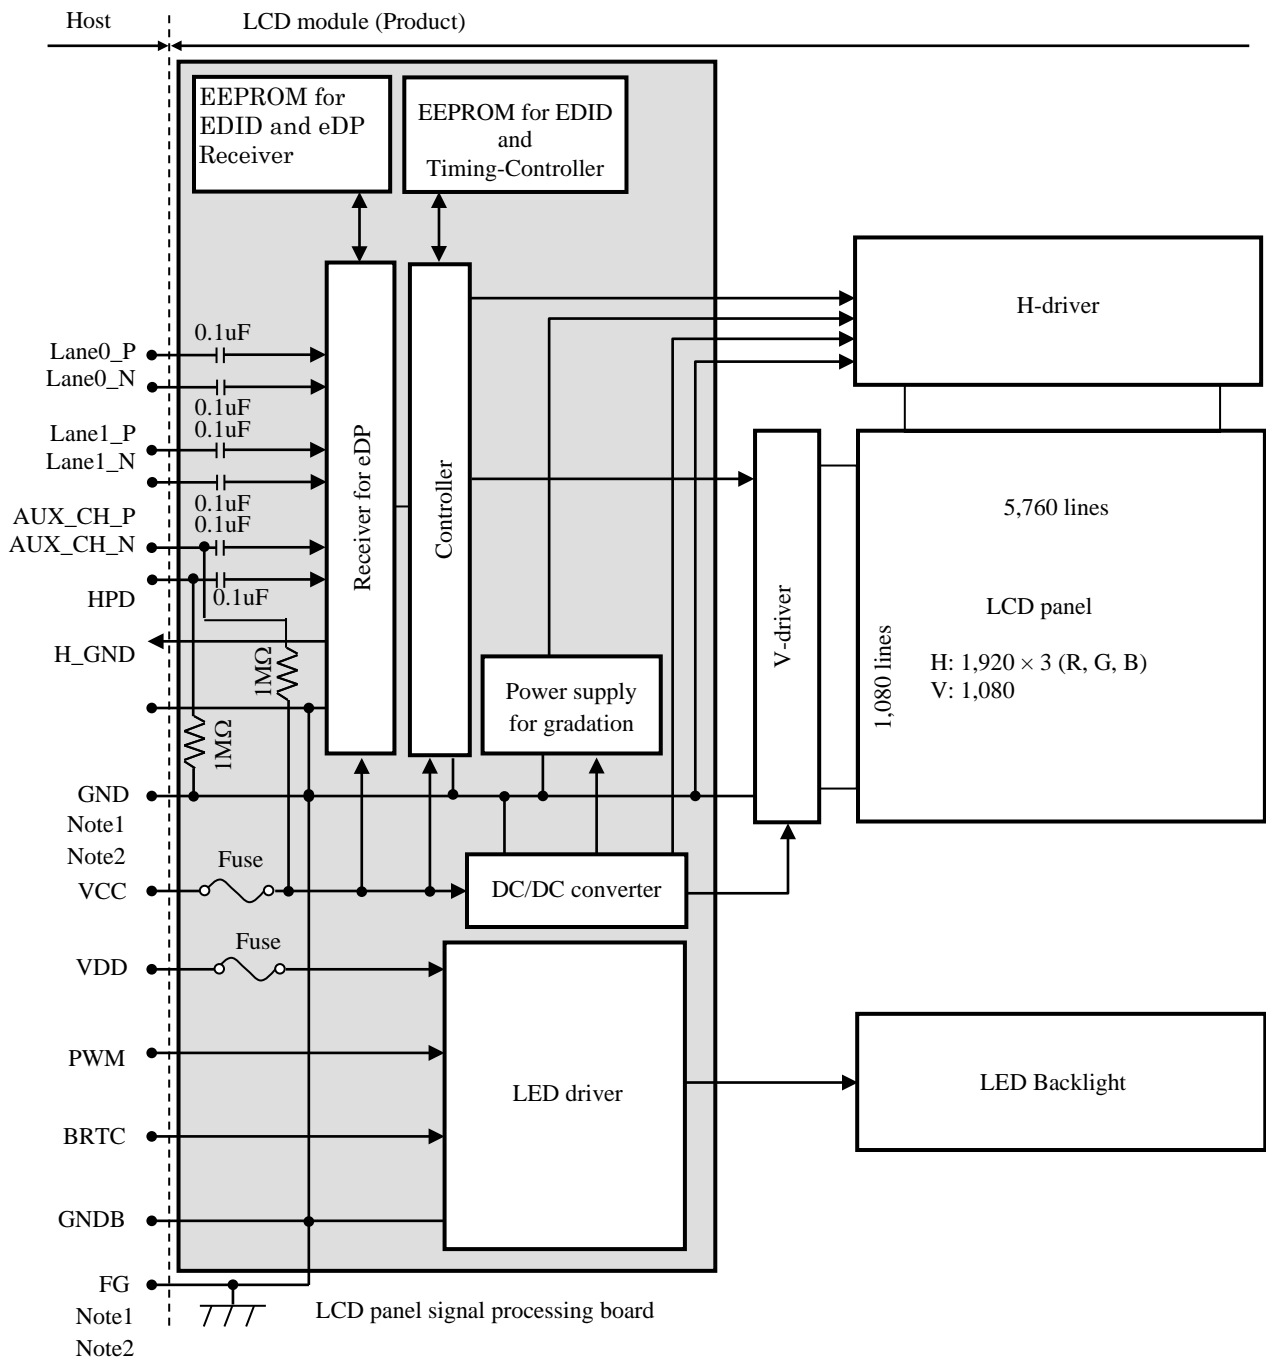 Host
LCD module (Product)
EEPROM for
EDID and eDP
Receiver
EEPROM for EDID
and
Timing-Controller
H-driver
0.1uF
Lane0_P
Lane0_N
0.1uF
0.1uF
Lane1_P
Lane1_N
0.1uF
0.1uF
AUX_CH_P
AUX_CH_N
0.1uF
HPD
H_GND
1MΩ
1MΩ
Receiver for eDP
Controller
Power supply
for gradation
V-driver
5,760 lines
1,080 lines
LCD panel
H: 1,920 × 3 (R, G, B)
V: 1,080
GND
Note1
Note2
Fuse
VCC
DC/DC converter
Fuse
VDD
PWM
LED driver
LED Backlight
BRTC
GNDB
FG
Note1
Note2
LCD panel signal processing board